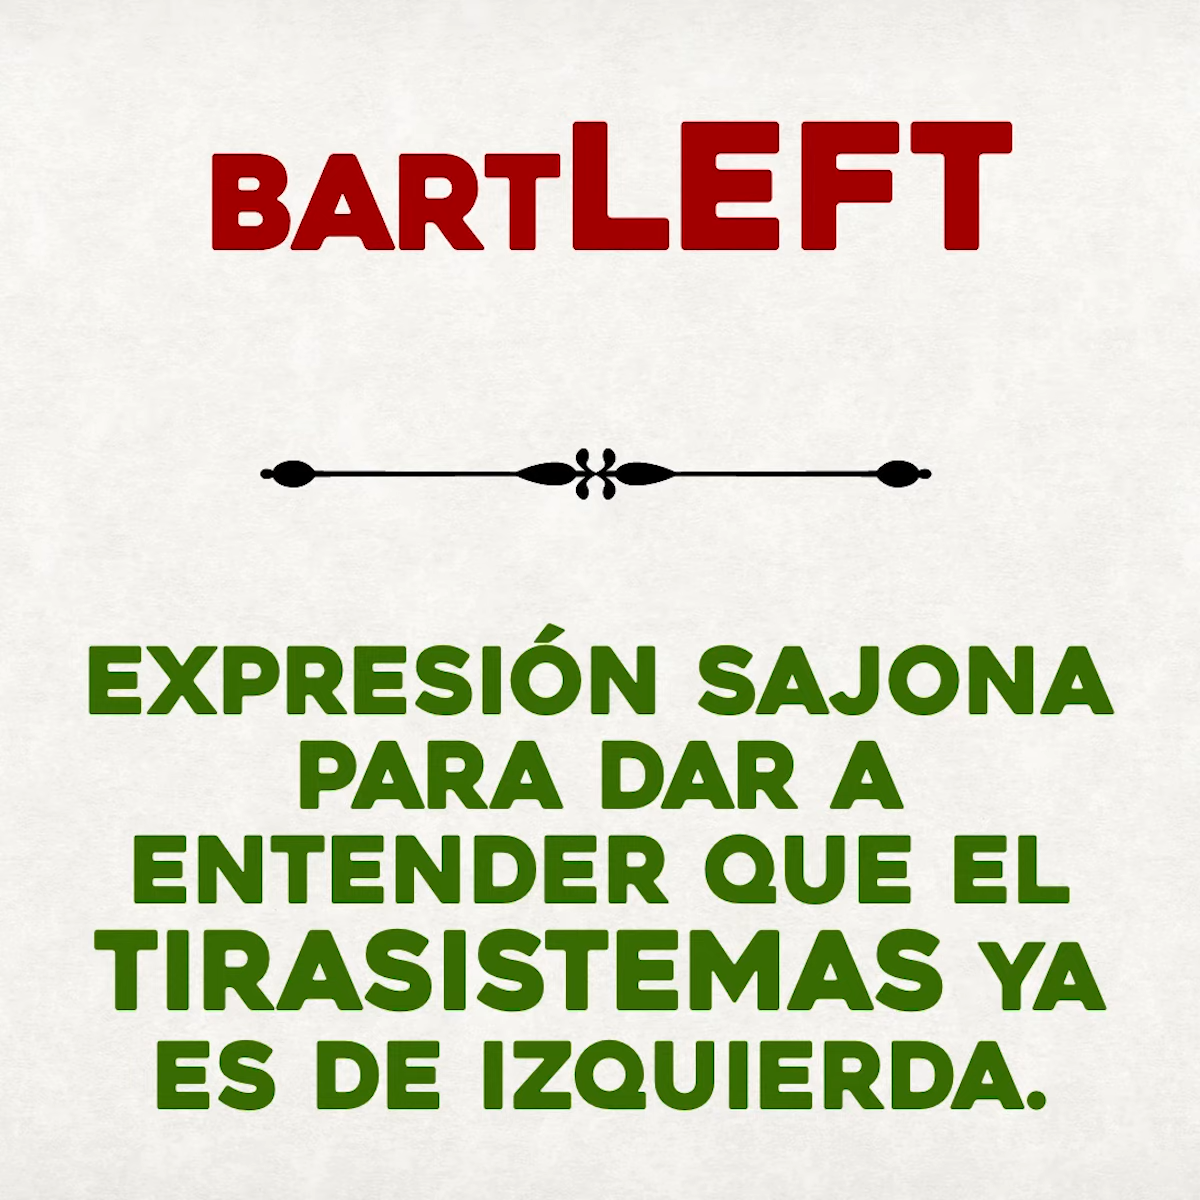 BARTLEFT
EXPRESIÓN SAJONA
PARA DAR A
ENTENDER QUE EL
TIRASISTEMAS YA
ES DE IZQUIERDA.